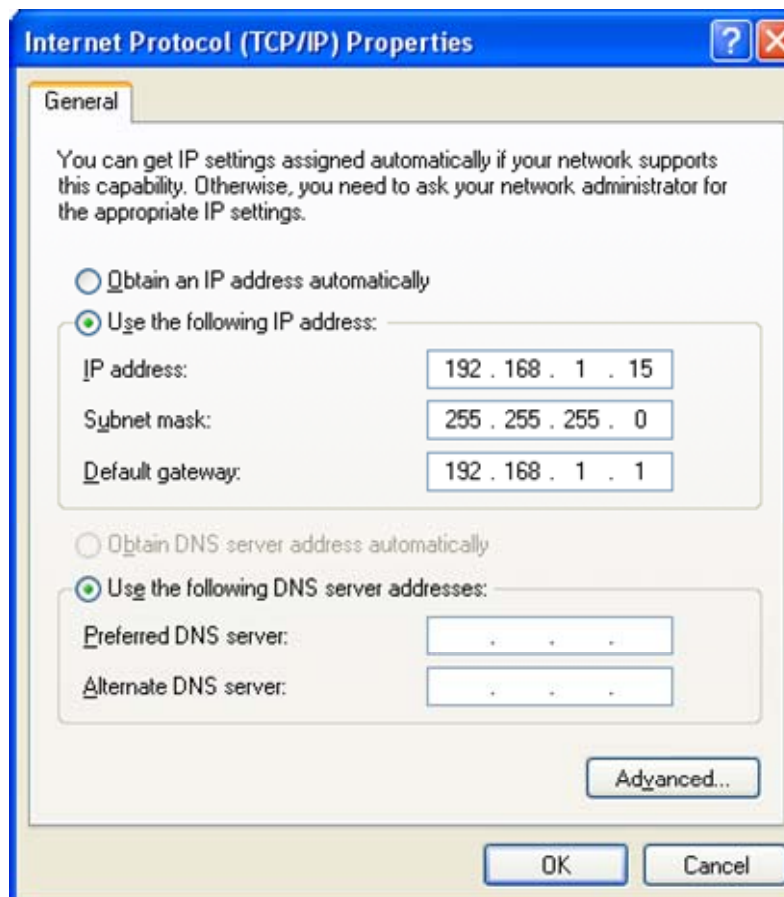 Internet Protocol (TCP/IP) Properties
General
You can get IP settings assigned automatically if your network supports
this capability. Otherwise, you need to ask your network administrator for
the appropriate IP settings.
Obtain an IP address automatically
Use the following IP address:
IP address: 192 . 168 . 1 . 15
Subnet mask: 255 . 255 . 255 . 0
Default gateway: 192 . 168 . 1 . 1
Obtain DNS server address automatically
Use the following DNS server addresses:
Preferred DNS server: . . .
Alternate DNS server: . . .
Advanced...
OK Cancel